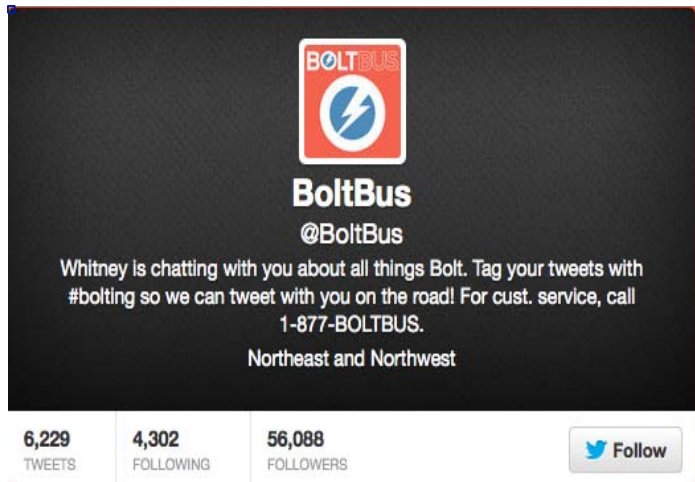 BOLTBUS
BoltBus
@BoltBus
Whitney is chatting with you about all things Bolt. Tag your tweets with
#bolting so we can tweet with you on the road! For cust. service, call
1-877-BOLTBUS.
Northeast and Northwest
6,229 4,302 56,088 Follow
TWEETS FOLLOWING FOLLOWERS